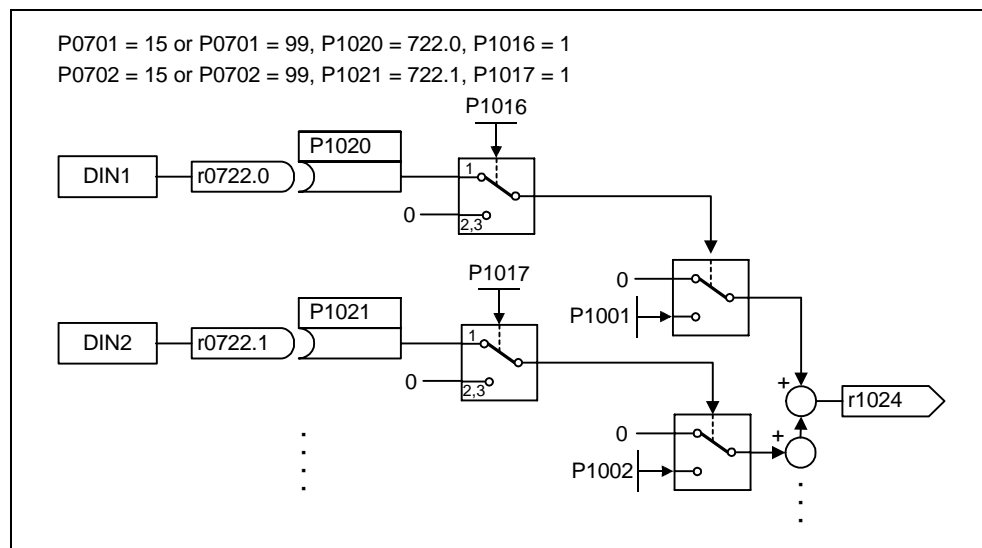 P0701 = 15 or P0701 = 99, P1020 = 722.0, P1016 = 1
P0702 = 15 or P0702 = 99, P1021 = 722.1, P1017 = 1
P1016
P1020
DIN1
r0722.0
1
0
2,3
P1017
0
P1021
P1001
DIN2
r0722.1
1
0
2,3
+
r1024
0
+
P1002